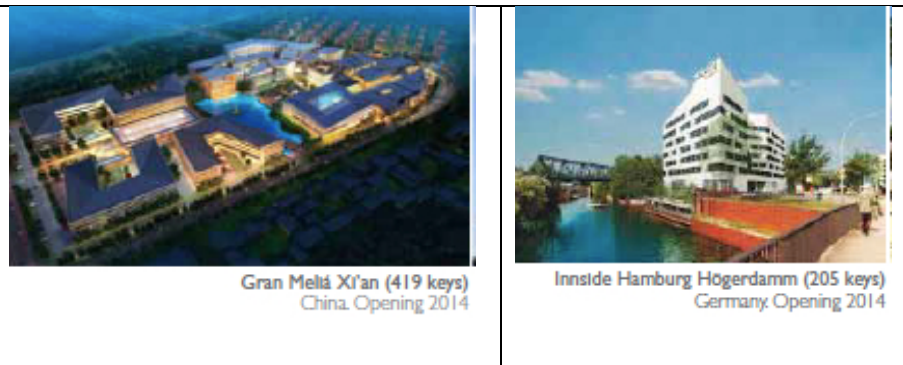 Gran Meliá Xi'an (419 keys)
China. Opening 2014
Innside Hamburg Högerdamm (205 keys)
Germany. Opening 2014